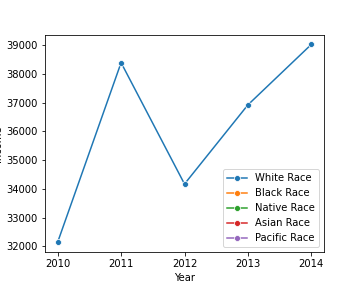 39000
38000
37000
36000
35000
34000
33000
32000
2010 2011 2012 2013 2014
Year
White Race
Black Race
Native Race
Asian Race
Pacific Race